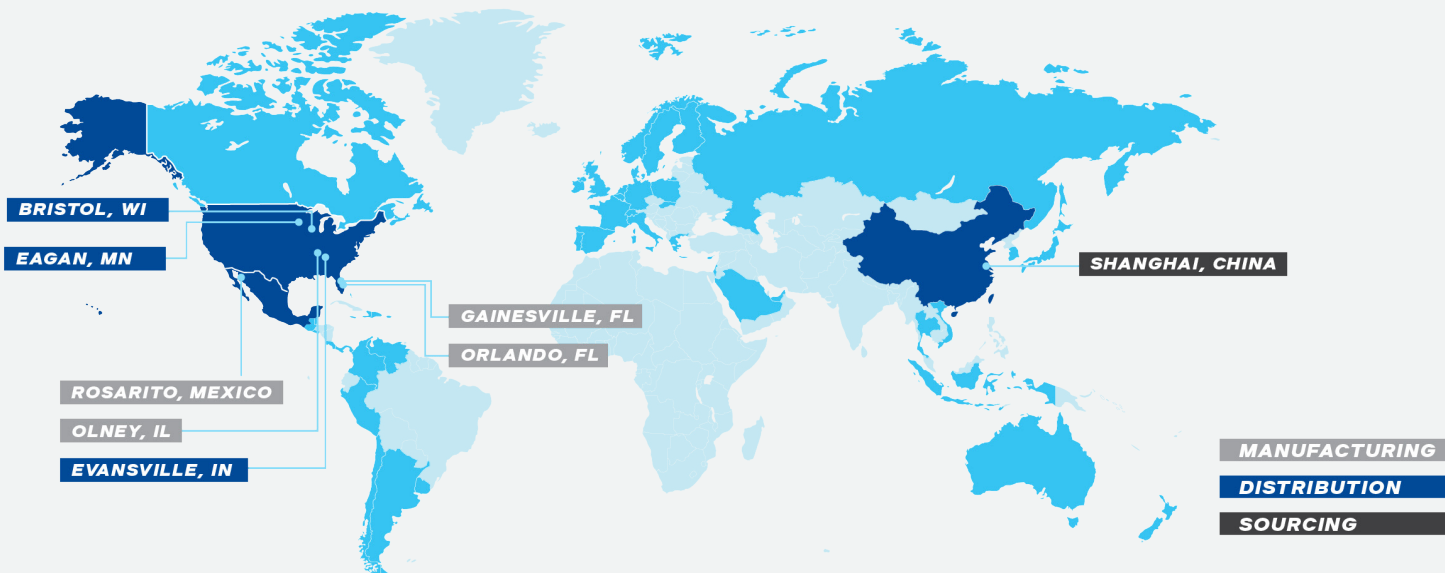 BRISTOL, WI
EAGAN, MN
SHANGHAI, CHINA
GAINESVILLE, FL
ORLANDO, FL
ROSARITO, MEXICO
OLNEY, IL
EVANSVILLE, IN
MANUFACTURING
DISTRIBUTION
SOURCING